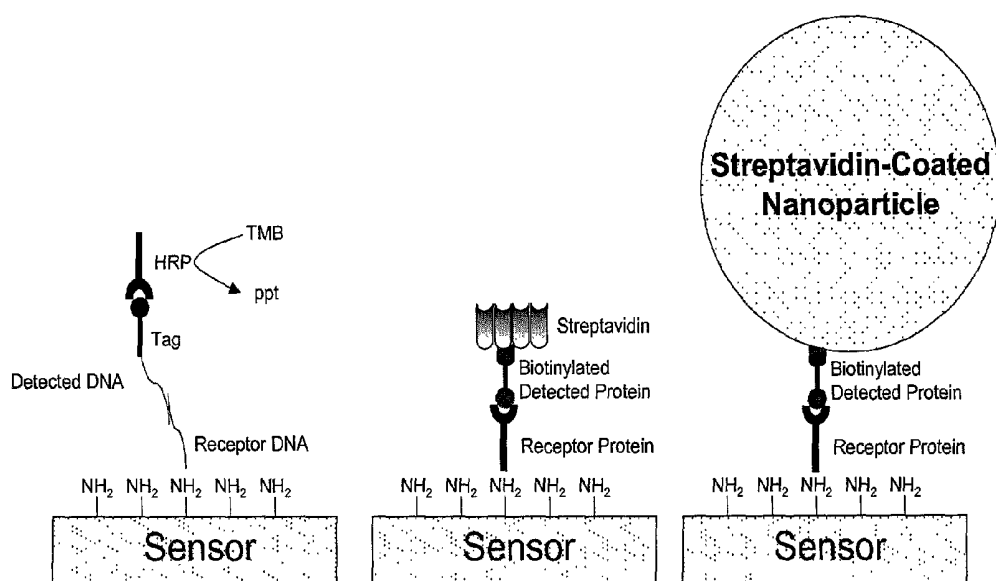 TMB
HRP
ppt
Tag
Detected DNA
Receptor DNA
NH2 NH2 NH2 NH2 NH2
Sensor
Streptavidin
Biotinylated
Detected Protein
Receptor Protein
NH2 NH2 NH2 NH2 NH2
Sensor
Streptavidin-Coated
Nanoparticle
Biotinylated
Detected Protein
Receptor Protein
NH2 NH2 NH2 NH2 NH2
Sensor